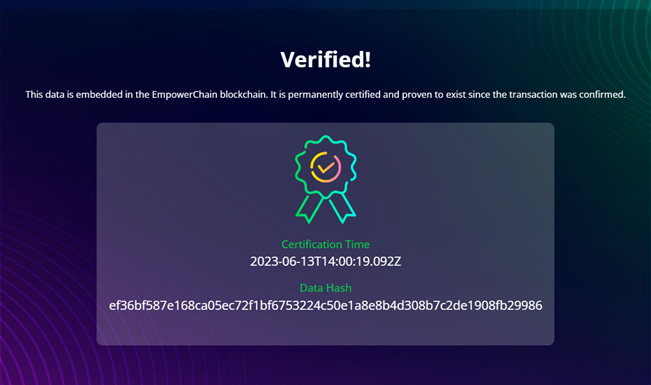 Verified!
This data is embedded in the EmpowerChain blockchain. It is permanently certified and proven to exist since the transaction was confirmed.
Certification Time
2023-06-13T14:00:19.092Z
Data Hash
ef36bf587e168ca05ec72f1bf6753224c50e1a8e8b4d308b7c2de1908fb29986